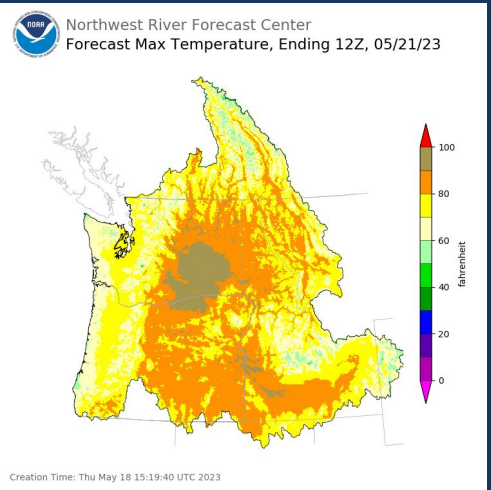 NOAA
Northwest River Forecast Center
Forecast Max Temperature, Ending 12Z, 05/21/23
100
80
60
40
20
0
fahrenheit
Creation Time: Thu May 18 15:19:40 UTC 2023